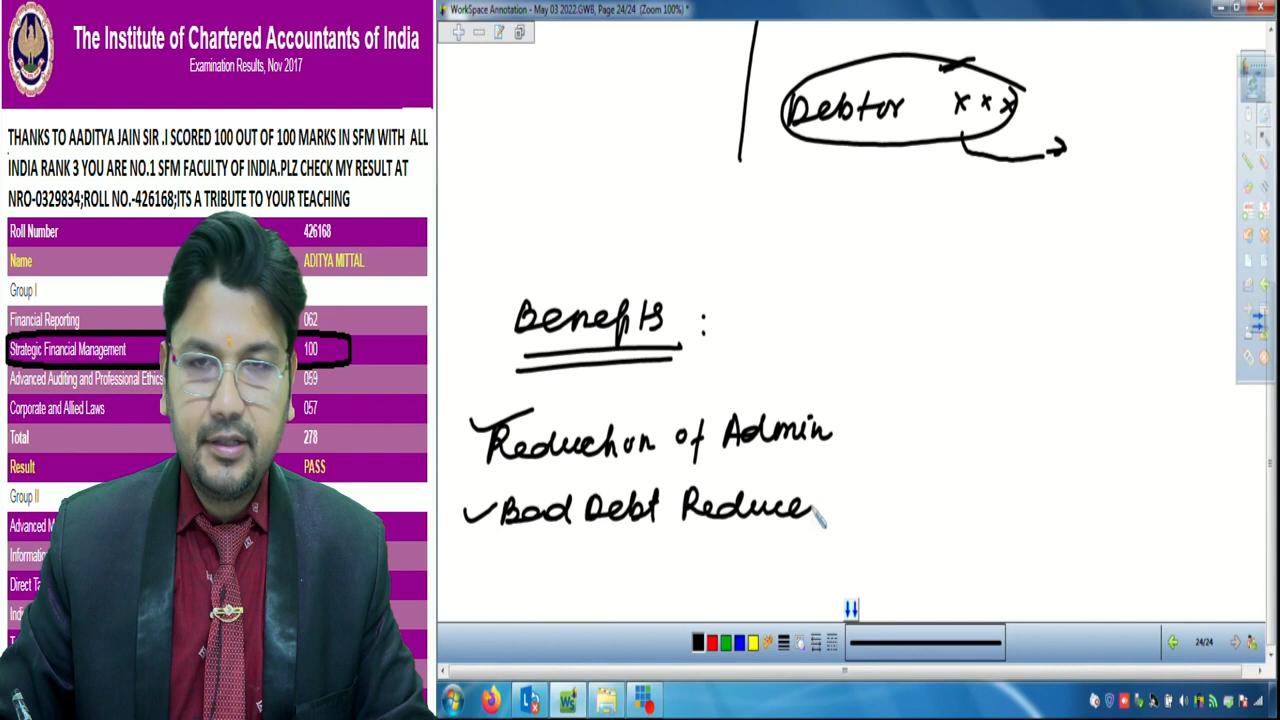 The Institute of Chartered Accountants of India
Examination Results, Nov 2017
THANKS TO AADITYA JAIN SIR .I SCORED 100 OUT OF 100 MARKS IN SFM WITH ALL
INDIA RANK 3 YOU ARE NO.1 SFM FACULTY OF INDIA.PLZ CHECK MY RESULT AT
NRO-0329834;ROLL NO.-426168;ITS A TRIBUTE TO YOUR TEACHING
Roll Number 426168
Name ADITYA MITTAL
Group I
Financial Reporting 062
Strategic Financial Management 100
Advanced Auditing and Professional Ethics 059
Corporate and Allied Laws 057
Total 278
Result PASS
Group II
Advanced M
Informatio
Direct Ta
Indi
WorkSpace Annotation - May 03 2022.GWB, Page 24/24 (Zoom 100%) *
Debtor x x x
Benefits :
Reduction of Admin
Bad Debt Reduce
24/24